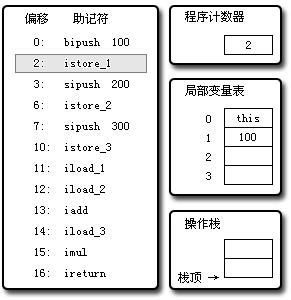 偏移 助记符
0: bipush 100
2: istore_1
3: sipush 200
6: istore_2
7: sipush 300
10: istore_3
11: iload_1
12: iload_2
13: iadd
14: iload_3
15: imul
16: ireturn
程序计数器
2
局部变量表
0 this
1 100
2
3
操作栈
栈顶 →